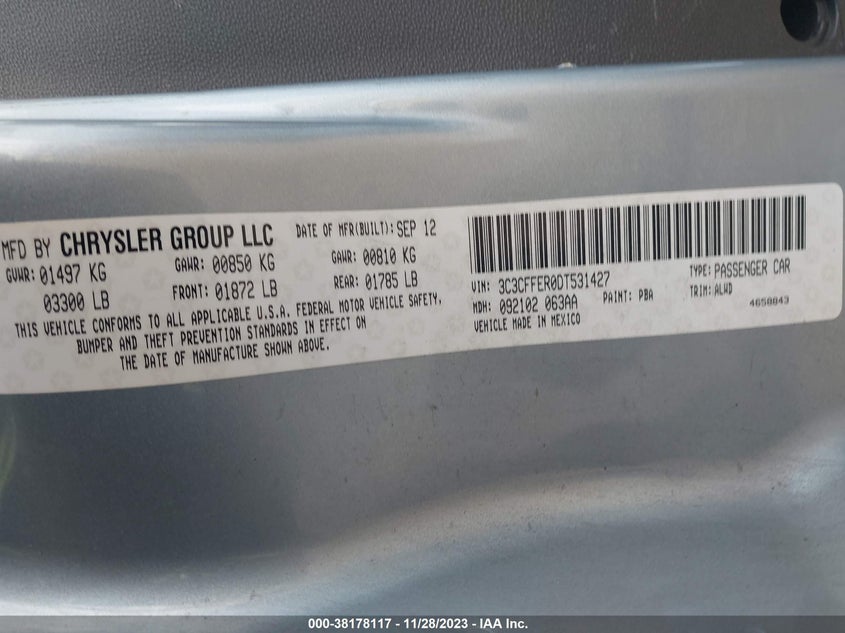 MFD BY CHRYSLER GROUP LLC DATE OF MFR(BUILT): SEP 12
GVWR: 01497 KG GAWR: 00850 KG GAWR: 00810 KG
03300 LB FRONT: 01872 LB REAR: 01785 LB
THIS VEHICLE CONFORMS TO ALL APPLICABLE U.S.A. FEDERAL MOTOR VEHICLE SAFETY,
BUMPER AND THEFT PREVENTION STANDARDS IN EFFECT ON
THE DATE OF MANUFACTURE SHOWN ABOVE.
VIN: 3C3CFFER0DT531427 TYPE: PASSENGER CAR
MDH: 092102 063AA PAINT: PBA TRIM: ALWD
VEHICLE MADE IN MEXICO 4658843
000-38178117 - 11/28/2023 - IAA Inc.